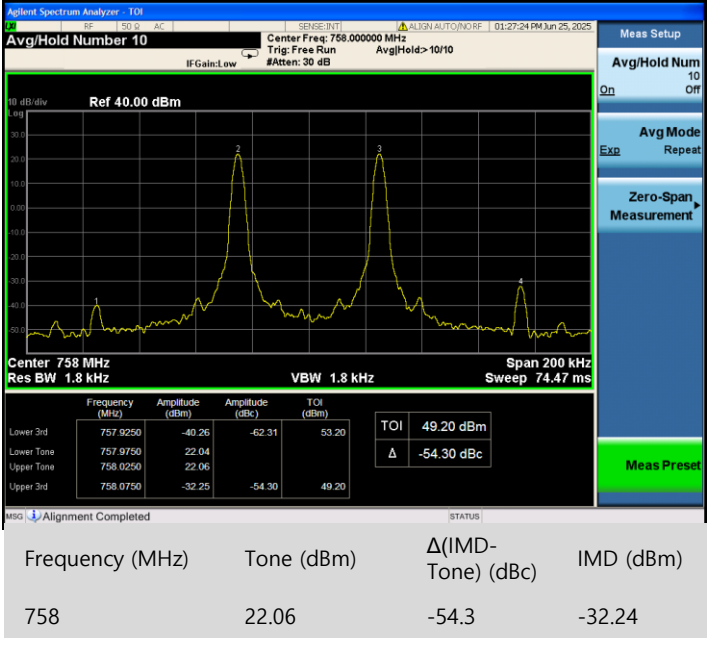 Agilent Spectrum Analyzer - TOI
RF 50 Ω AC SENSE:INT ALIGN AUTO/NO RF 01:27:24 PM Jun 25, 2025
Avg/Hold Number 10
Center Freq: 758.000000 MHz
Trig: Free Run Avg|Hold:> 10/10
IFGain:Low #Atten: 30 dB
Meas Setup
Avg/Hold Num
10
On Off
Avg Mode
Exp Repeat
Zero-Span
Measurement
Meas Preset
10 dB/div Ref 40.00 dBm
Log
30.0
20.0
10.0
0.00
-10.0
-20.0
-30.0
-40.0
-50.0
1
2
3
4
Center 758 MHz Span 200 kHz
Res BW 1.8 kHz VBW 1.8 kHz Sweep 74.47 ms
Frequency (MHz) Amplitude (dBm) Amplitude (dBc) TOI (dBm)
Lower 3rd 757.9250 -40.26 -62.31 53.20
Lower Tone 757.9750 22.04
Upper Tone 758.0250 22.06
Upper 3rd 758.0750 -32.25 -54.30 49.20
TOI 49.20 dBm
Δ -54.30 dBc
MSG Alignment Completed STATUS
Frequency (MHz) Tone (dBm) Δ(IMD-Tone) (dBc) IMD (dBm)
758 22.06 -54.3 -32.24